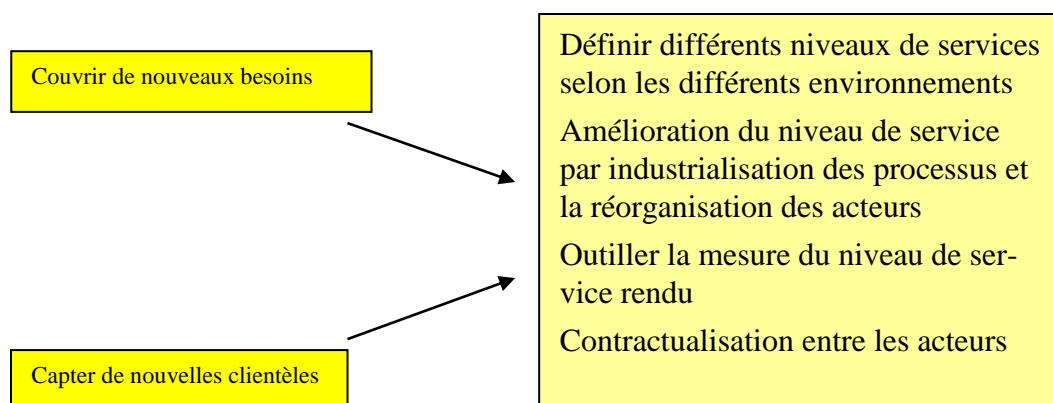 Couvrir de nouveaux besoins
Capter de nouvelles clientèles
Définir différents niveaux de services
selon les différents environnements
Amélioration du niveau de service
par industrialisation des processus et
la réorganisation des acteurs
Outiller la mesure du niveau de ser-
vice rendu
Contractualisation entre les acteurs